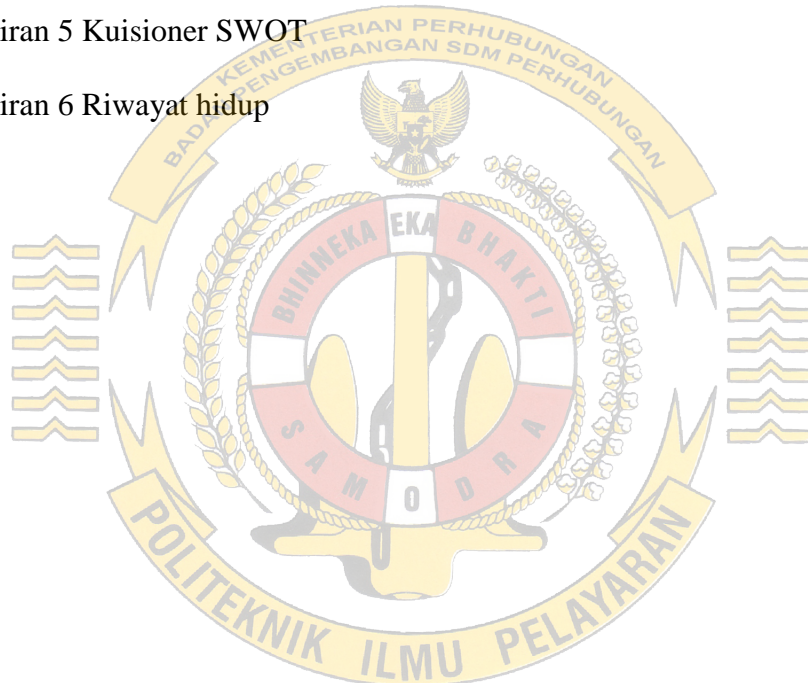 iran 5 Kuisioner SWOT
iran 6 Riwayat hidup
KEMENTERIAN PERHUBUNGAN
BADAN PENGEMBANGAN SDM PERHUBUNGAN
BHINNEKA EKA BHAKTI
SAMODRA
POLITEKNIK ILMU PELAYARAN